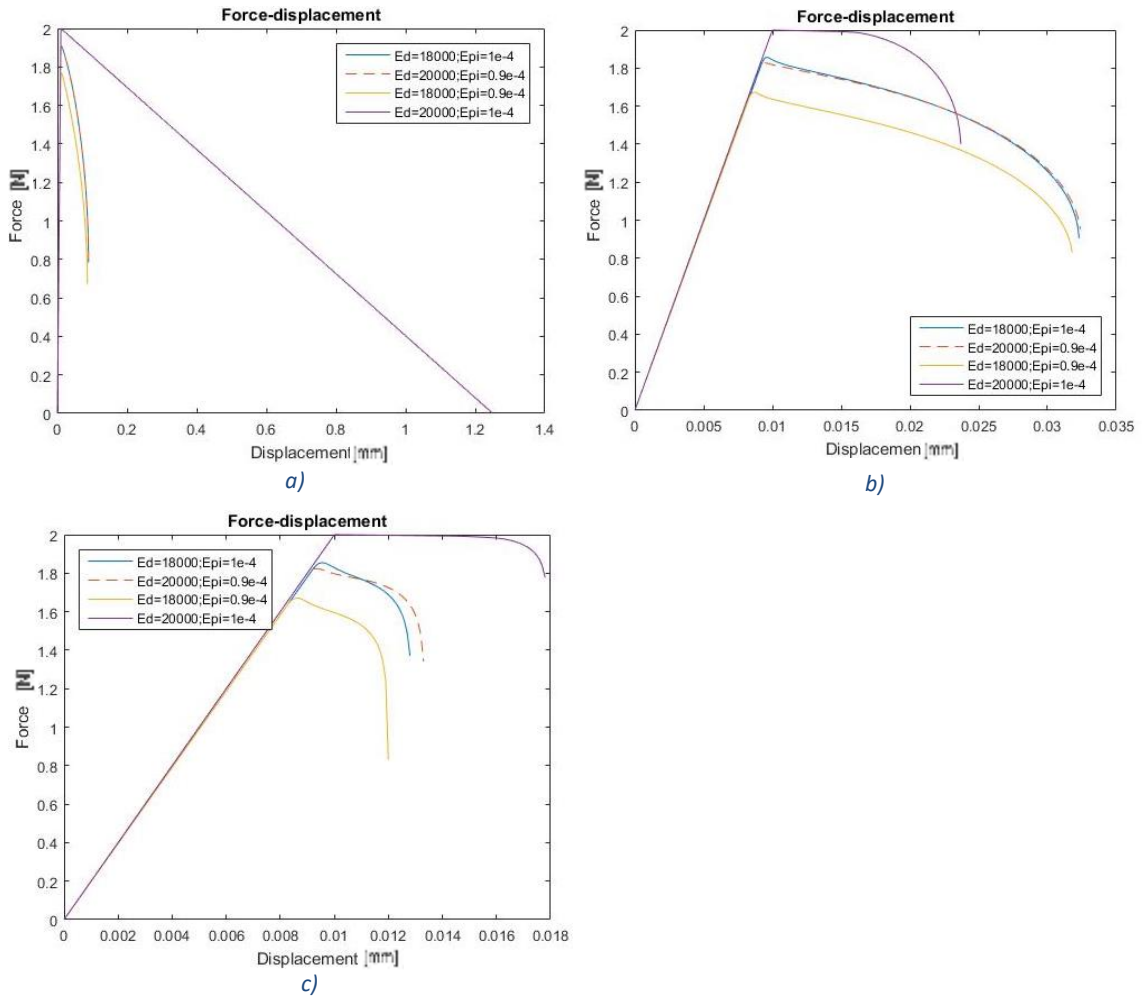 Force-displacement
2
1.8
1.6
1.4
1.2
1
0.8
0.6
0.4
0.2
0
Force [N]
Ed=18000;Epi=1e-4
Ed=20000;Epi=0.9e-4
Ed=18000;Epi=0.9e-4
Ed=20000;Epi=1e-4
0 0.2 0.4 0.6 0.8 1 1.2 1.4
Displacement [mm]
a)
Force-displacement
2
1.8
1.6
1.4
1.2
1
0.8
0.6
0.4
0.2
0
Force [N]
Ed=18000;Epi=1e-4
Ed=20000;Epi=0.9e-4
Ed=18000;Epi=0.9e-4
Ed=20000;Epi=1e-4
0 0.005 0.01 0.015 0.02 0.025 0.03 0.035
Displacemen [mm]
b)
Force-displacement
2
1.8
1.6
1.4
1.2
1
0.8
0.6
0.4
0.2
0
Force [N]
Ed=18000;Epi=1e-4
Ed=20000;Epi=0.9e-4
Ed=18000;Epi=0.9e-4
Ed=20000;Epi=1e-4
0 0.002 0.004 0.006 0.008 0.01 0.012 0.014 0.016 0.018
Displacement [mm]
c)